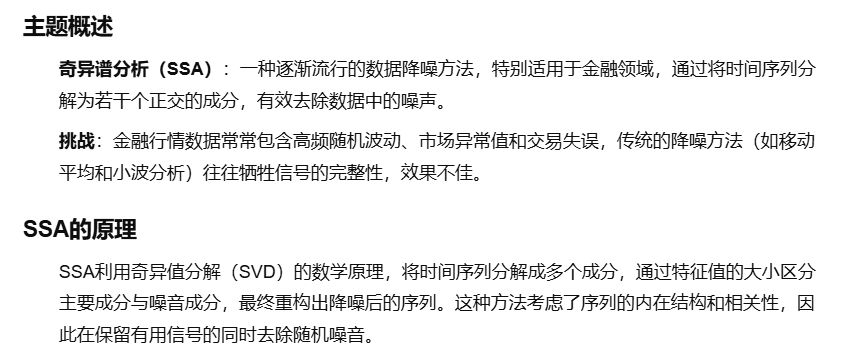 主题概述
奇异谱分析（SSA）：一种逐渐流行的数据降噪方法，特别适用于金融领域，通过将时间序列分
解为若干个正交的成分，有效去除数据中的噪声。
挑战：金融行情数据常常包含高频随机波动、市场异常值和交易失误，传统的降噪方法（如移动
平均和小波分析）往往牺牲信号的完整性，效果不佳。
SSA的原理
SSA利用奇异值分解（SVD）的数学原理，将时间序列分解成多个成分，通过特征值的大小区分
主要成分与噪音成分，最终重构出降噪后的序列。这种方法考虑了序列的内在结构和相关性，因
此在保留有用信号的同时去除随机噪音。